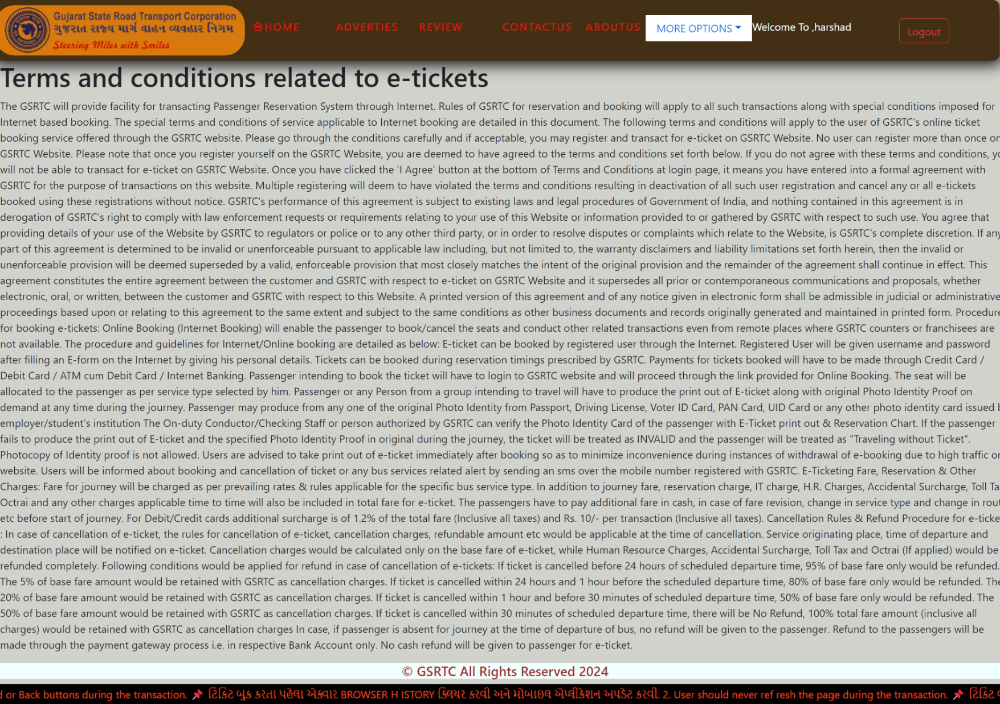 Gujarat State Road Transport Corporation
ગુજરાત રાજ્ય માર્ગ વાહન વ્યવહાર નિગમ
Steering Miles with Smiles
HOME ADVERTIES REVIEW CONTACTUS ABOUTUS MORE OPTIONS Welcome To ,harshad Logout
Terms and conditions related to e-tickets
The GSRTC will provide facility for transacting Passenger Reservation System through Internet. Rules of GSRTC for reservation and booking will apply to all such transactions along with special conditions imposed for
Internet based booking. The special terms and conditions of service applicable to Internet booking are detailed in this document. The following terms and conditions will apply to the user of GSRTC's online ticket
booking service offered through the GSRTC website. Please go through the conditions carefully and if acceptable, you may register and transact for e-ticket on GSRTC Website. No user can register more than once
GSRTC Website. Please note that once you register yourself on the GSRTC Website, you are deemed to have agreed to the terms and conditions set forth below. If you do not agree with these terms and conditions,
will not be able to transact for e-ticket on GSRTC Website. Once you have clicked the 'I Agree' button at the bottom of Terms and Conditions at login page, it means you have entered into a formal agreement with
GSRTC for the purpose of transactions on this website. Multiple registering will deem to have violated the terms and conditions resulting in deactivation of all such user registration and cancel any or all e-tickets
booked using these registrations without notice. GSRTC's performance of this agreement is subject to existing laws and legal procedures of Government of India, and nothing contained in this agreement is in
derogation of GSRTC's right to comply with law enforcement requests or requirements relating to your use of this Website or information provided to or gathered by GSRTC with respect to such use. You agree that
providing details of your use of the Website by GSRTC to regulators or police or to any other third party, or in order to resolve disputes or complaints which relate to the Website, is GSRTC's complete discretion. If any
part of this agreement is determined to be invalid or unenforceable pursuant to applicable law including, but not limited to, the warranty disclaimers and liability limitations set forth herein, then the invalid or
unenforceable provision will be deemed superseded by a valid, enforceable provision that most closely matches the intent of the original provision and the remainder of the agreement shall continue in effect. This
agreement constitutes the entire agreement between the customer and GSRTC with respect to e-ticket on GSRTC Website and it supersedes all prior or contemporaneous communications and proposals, whether
electronic, oral, or written, between the customer and GSRTC with respect to this Website. A printed version of this agreement and of any notice given in electronic form shall be admissible in judicial or administrative
proceedings based upon or relating to this agreement to the same extent and subject to the same conditions as other business documents and records originally generated and maintained in printed form. Procedure
for booking e-tickets: Online Booking (Internet Booking) will enable the passenger to book/cancel the seats and conduct other related transactions even from remote places where GSRTC counters or franchisees are
not available. The procedure and guidelines for Internet/Online booking are detailed as below: E-ticket can be booked by registered user through the Internet. Registered User will be given username and password
after filling an E-form on the Internet by giving his personal details. Tickets can be booked during reservation timings prescribed by GSRTC. Payments for tickets booked will have to be made through Credit Card /
Debit Card / ATM cum Debit Card / Internet Banking. Passenger intending to book the ticket will have to login to GSRTC website and will proceed through the link provided for Online Booking. The seat will be
allocated to the passenger as per service type selected by him. Passenger or any Person from a group intending to travel will have to produce the print out of E-ticket along with original Photo Identity Proof on
demand at any time during the journey. Passenger may produce from any one of the original Photo Identity from Passport, Driving License, Voter ID Card, PAN Card, UID Card or any other photo identity card issued
employer/student's institution The On-duty Conductor/Checking Staff or person authorized by GSRTC can verify the Photo Identity Card of the passenger with E-Ticket print out & Reservation Chart. If the passenger
fails to produce the print out of E-ticket and the specified Photo Identity Proof in original during the journey, the ticket will be treated as INVALID and the passenger will be treated as "Traveling without Ticket".
Photocopy of Identity proof is not allowed. Users are advised to take print out of e-ticket immediately after booking so as to minimize inconvenience during instances of withdrawal of e-booking due to high traffic
website. Users will be informed about booking and cancellation of ticket or any bus services related alert by sending an sms over the mobile number registered with GSRTC. E-Ticketing Fare, Reservation & Other
Charges: Fare for journey will be charged as per prevailing rates & rules applicable for the specific bus service type. In addition to journey fare, reservation charge, IT charge, H.R. Charges, Accidental Surcharge, Toll
Octrai and any other charges applicable time to time will also be included in total fare for e-ticket. The passengers have to pay additional fare in cash, in case of fare revision, change in service type and change in
etc before start of journey. For Debit/Credit cards additional surcharge is of 1.2% of the total fare (Inclusive all taxes) and Rs. 10/- per transaction (Inclusive all taxes). Cancellation Rules & Refund Procedure for
: In case of cancellation of e-ticket, the rules for cancellation of e-ticket, cancellation charges, refundable amount etc would be applicable at the time of cancellation. Service originating place, time of departure and
destination place will be notified on e-ticket. Cancellation charges would be calculated only on the base fare of e-ticket, while Human Resource Charges, Accidental Surcharge, Toll Tax and Octrai (If applied) would be
refunded completely. Following conditions would be applied for refund in case of cancellation of e-tickets: If ticket is cancelled before 24 hours of scheduled departure time, 95% of base fare only would be refunded.
The 5% of base fare amount would be retained with GSRTC as cancellation charges. If ticket is cancelled within 24 hours and 1 hour before the scheduled departure time, 80% of base fare only would be refunded. The
20% of base fare amount would be retained with GSRTC as cancellation charges. If ticket is cancelled within 1 hour and before 30 minutes of scheduled departure time, 50% of base fare only would be refunded. The
50% of base fare amount would be retained with GSRTC as cancellation charges. If ticket is cancelled within 30 minutes of scheduled departure time, there will be No Refund, 100% total fare amount (inclusive all
charges) would be retained with GSRTC as cancellation charges In case, if passenger is absent for journey at the time of departure of bus, no refund will be given to the passenger. Refund to the passengers will be
made through the payment gateway process i.e. in respective Bank Account only. No cash refund will be given to passenger for e-ticket.
© GSRTC All Rights Reserved 2024
or Back buttons during the transaction. 📌 ટિકિટ બુક કરતા પહેલા એક્વાર BROWSER H ISTORY ક્લિયર કરવી અને મોબાઇલ એપ્લીકેશન અપડેટ કરવી. 2. User should never ref resh the page during the transaction. 📌 ટિકિટ